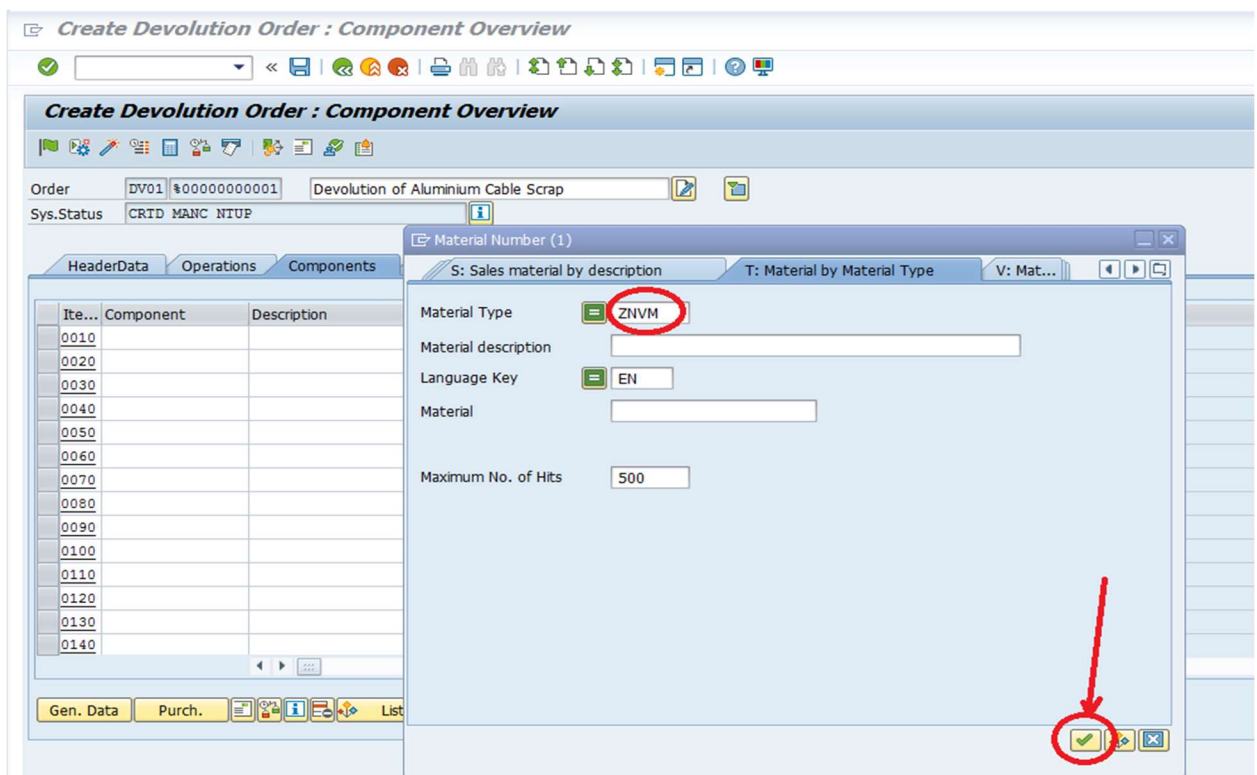 Create Devolution Order : Component Overview
Create Devolution Order : Component Overview
Order DV01 %00000000001 Devolution of Aluminium Cable Scrap
Sys.Status CRTD MANC NTUP
HeaderData Operations Components
Ite... Component Description
0010
0020
0030
0040
0050
0060
0070
0080
0090
0100
0110
0120
0130
0140
Gen. Data Purch. List
Material Number (1)
S: Sales material by description T: Material by Material Type V: Mat...
Material Type = ZNVM
Material description
Language Key = EN
Material
Maximum No. of Hits 500